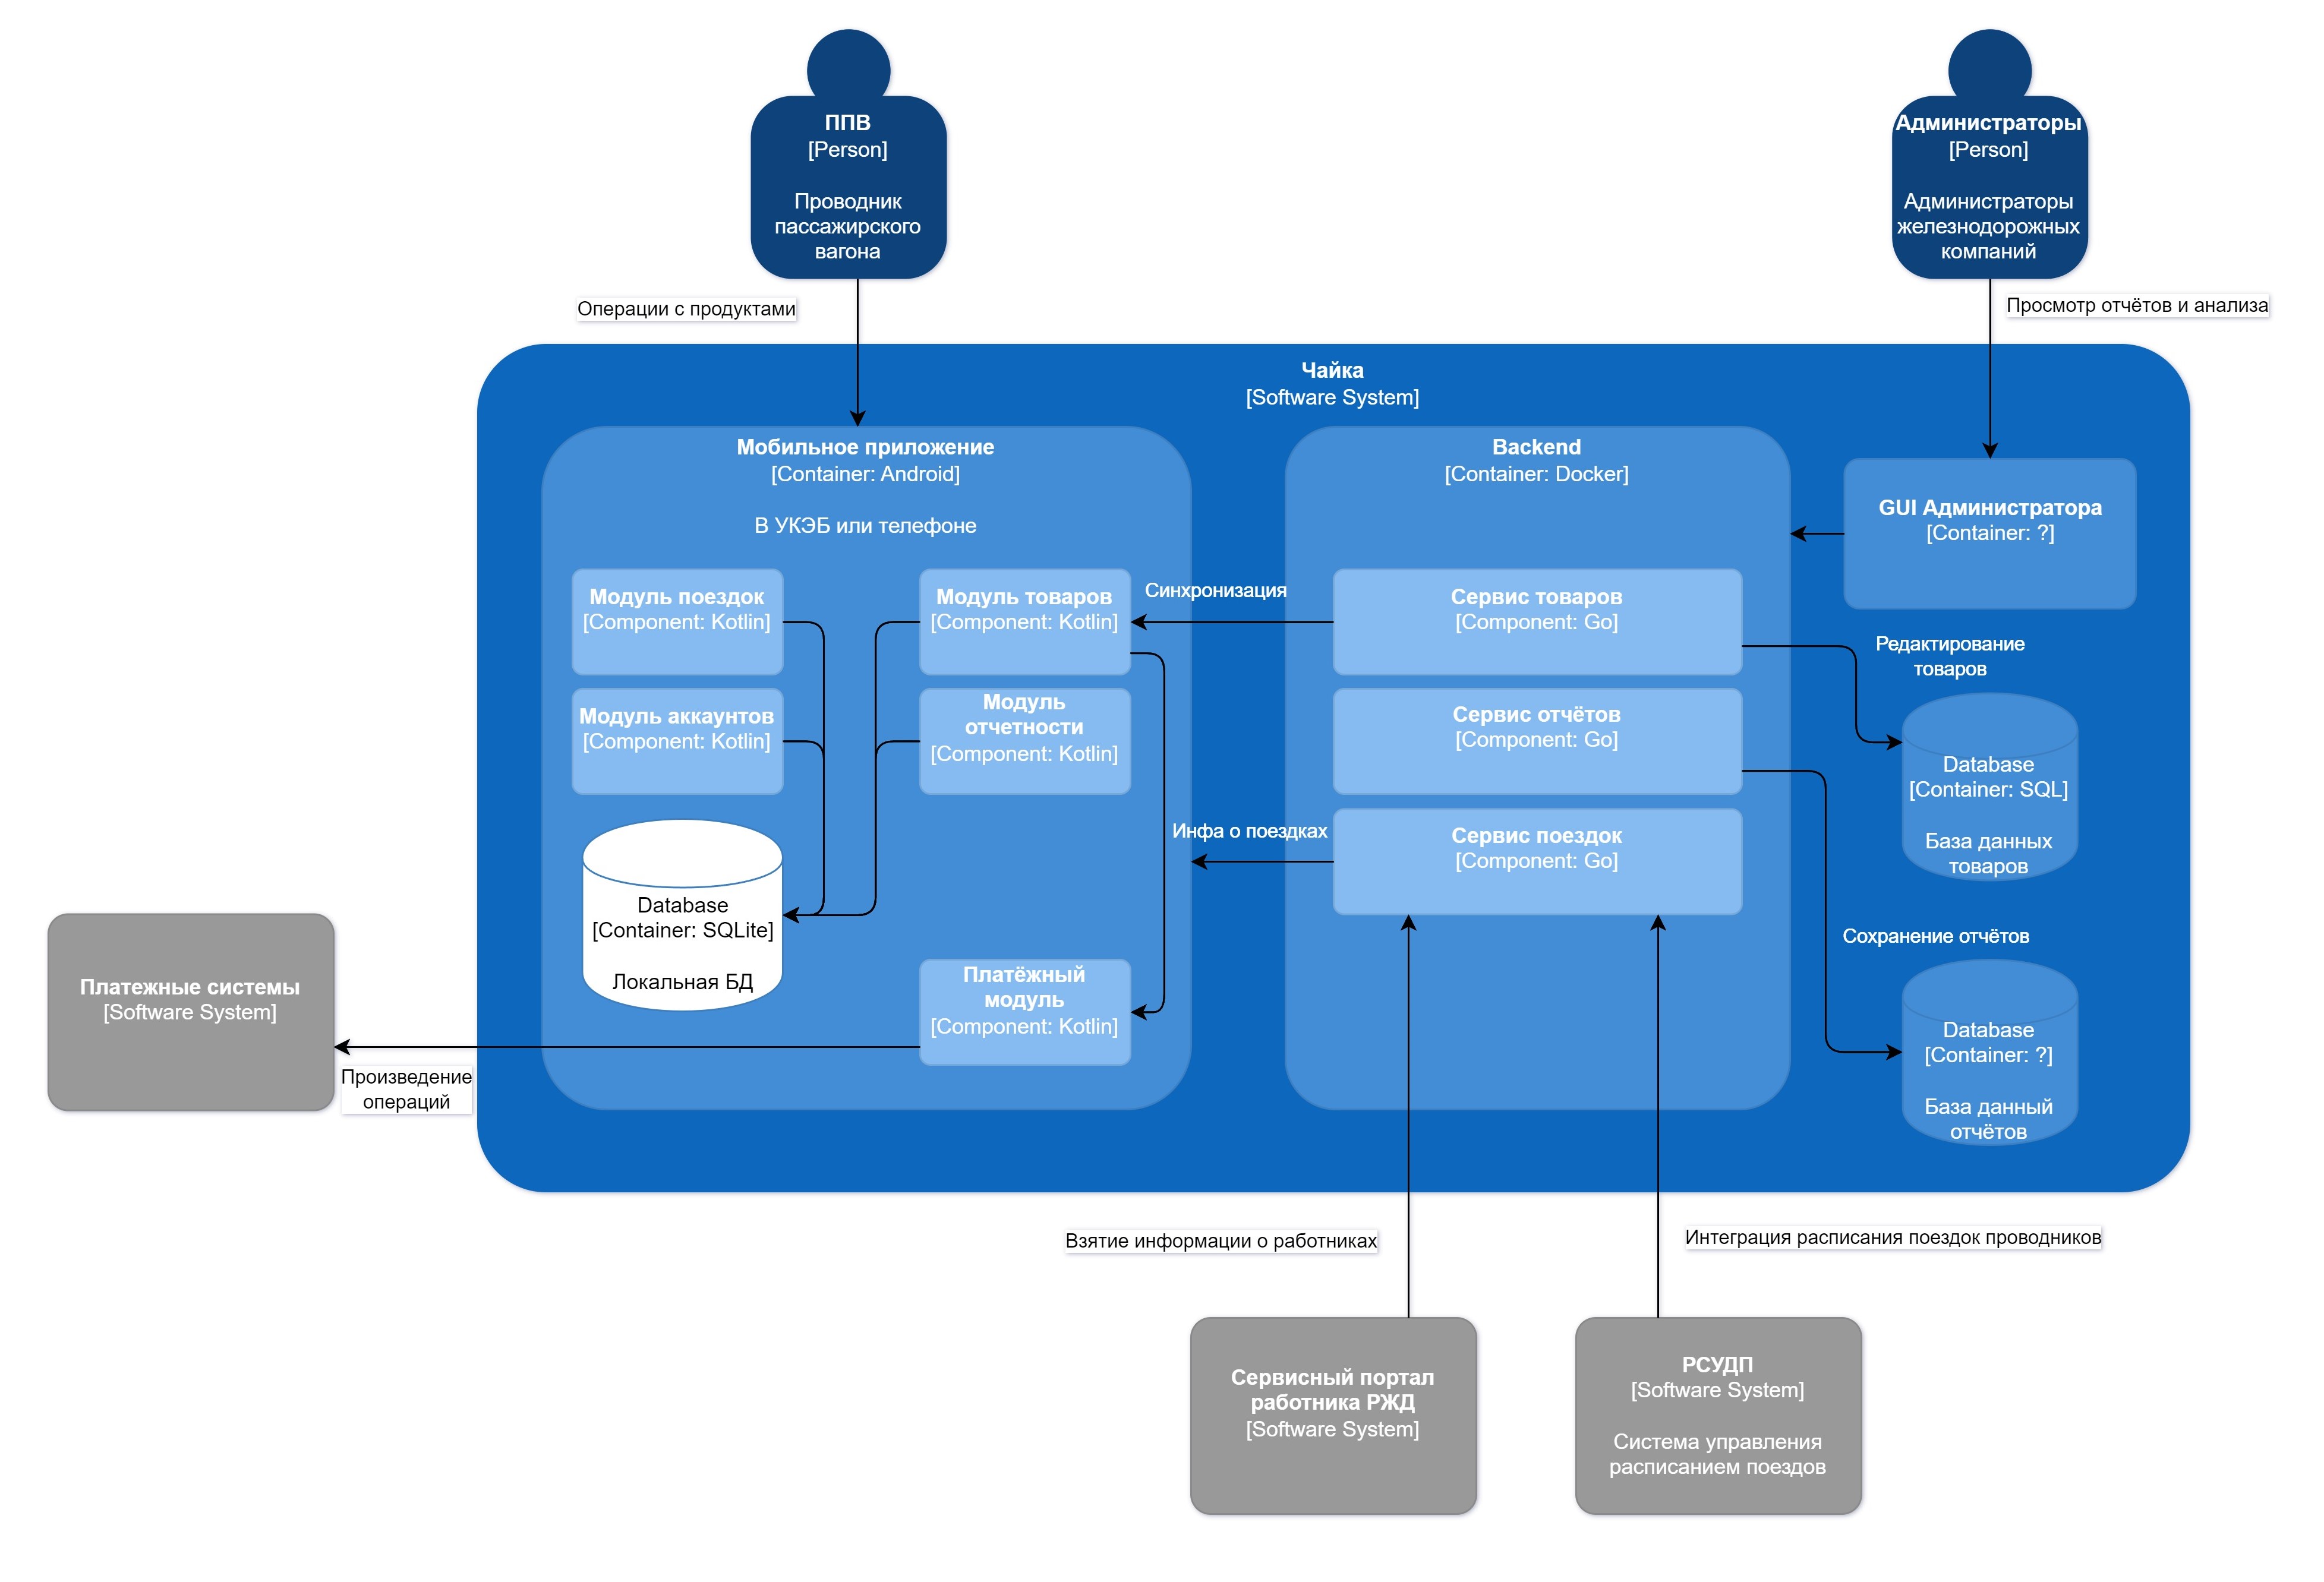 ППВ
[Person]
Проводник
пассажирского
вагона
Администраторы
[Person]
Администраторы
железнодорожных
компаний
Операции с продуктами
Просмотр отчётов и анализа
Чайка
[Software System]
Мобильное приложение
[Container: Android]
В УКЭБ или телефоне
Backend
[Container: Docker]
GUI Администратора
[Container: ?]
Модуль поездок
[Component: Kotlin]
Модуль товаров
[Component: Kotlin]
Синхронизация
Сервис товаров
[Component: Go]
Редактирование
товаров
Модуль аккаунтов
[Component: Kotlin]
Модуль
отчетности
[Component: Kotlin]
Сервис отчётов
[Component: Go]
Database
[Container: SQL]
База данных
товаров
Инфа о поездках
Сервис поездок
[Component: Go]
Database
[Container: SQLite]
Локальная БД
Сохранение отчётов
Платежные системы
[Software System]
Платёжный
модуль
[Component: Kotlin]
Database
[Container: ?]
База данный
отчётов
Произведение
операций
Взятие информации о работниках
Интеграция расписания поездок проводников
Сервисный портал
работника РЖД
[Software System]
РСУДП
[Software System]
Система управления
расписанием поездов